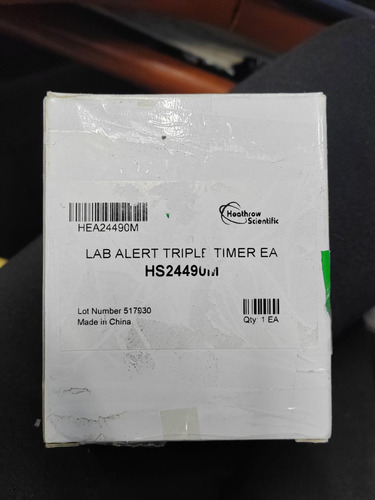 Heathrow
Scientific
HEA24490M
LAB ALERT TRIPLE TIMER EA
HS24490M
Lot Number 517930
Made in China
Qty: 1 EA